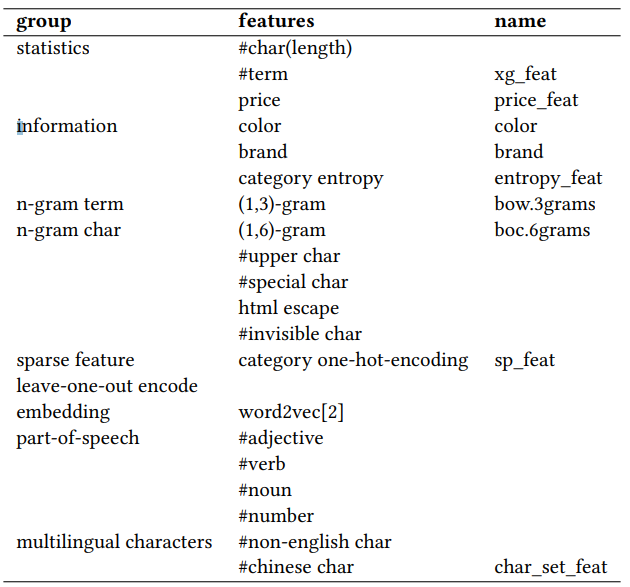 group features name
statistics #char(length)
#term xg_feat
price price_feat
information color color
brand brand
category entropy entropy_feat
n-gram term (1,3)-gram bow.3grams
n-gram char (1,6)-gram boc.6grams
#upper char
#special char
html escape
#invisible char
sparse feature category one-hot-encoding sp_feat
leave-one-out encode
embedding word2vec[2]
part-of-speech #adjective
#verb
#noun
#number
multilingual characters #non-english char
#chinese char char_set_feat